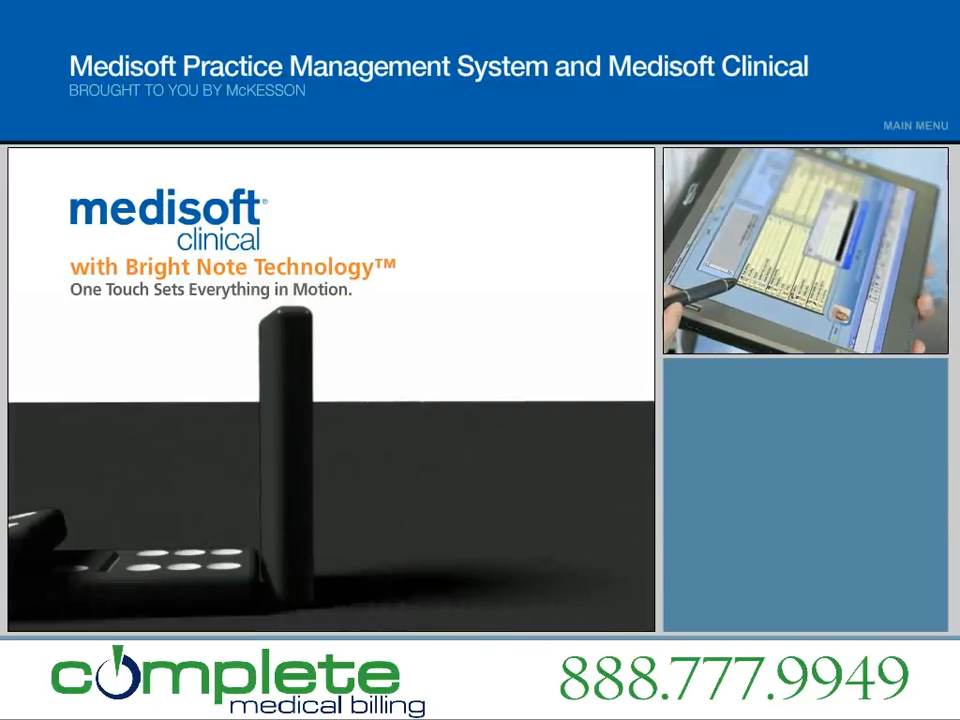 Medisoft Practice Management System and Medisoft Clinical
BROUGHT TO YOU BY McKESSON
MAIN MENU
medisoft®
clinical
with Bright Note Technology™
One Touch Sets Everything in Motion.
complete
medical billing
888.777.9949